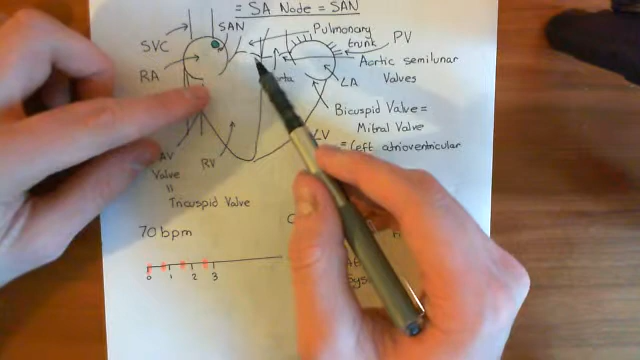 = SA Node = SAN
SAN
SVC
RA
Pulmonary
trunk
PV
Aortic semilunar
Valves
LA
Bicuspid Valve =
Mitral Valve
= Left atrioventricular
LV
RV
AV
Valve
=
Tricuspid Valve
70 bpm
0 1 2 3